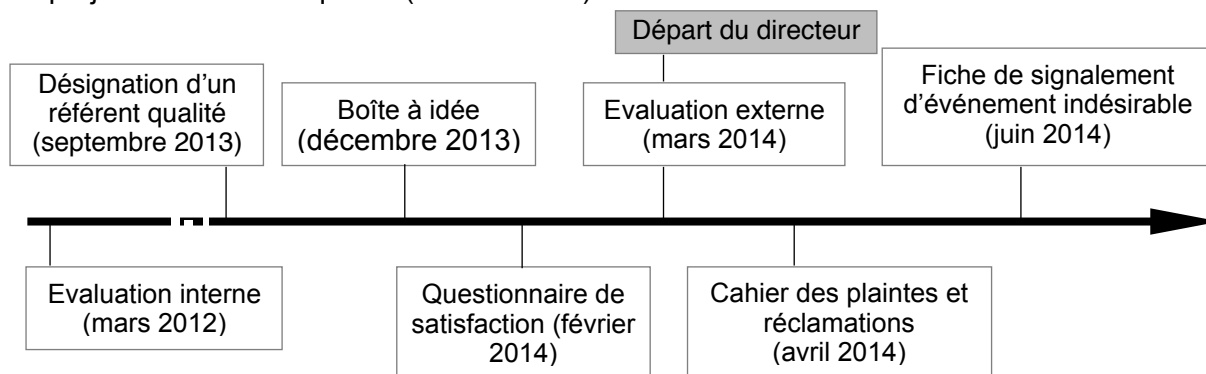 Départ du directeur
Désignation d'un
référent qualité
(septembre 2013)
Boîte à idée
(décembre 2013)
Evaluation externe
(mars 2014)
Fiche de signalement
d'événement indésirable
(juin 2014)
Evaluation interne
(mars 2012)
Questionnaire de
satisfaction (février
2014)
Cahier des plaintes et
réclamations
(avril 2014)